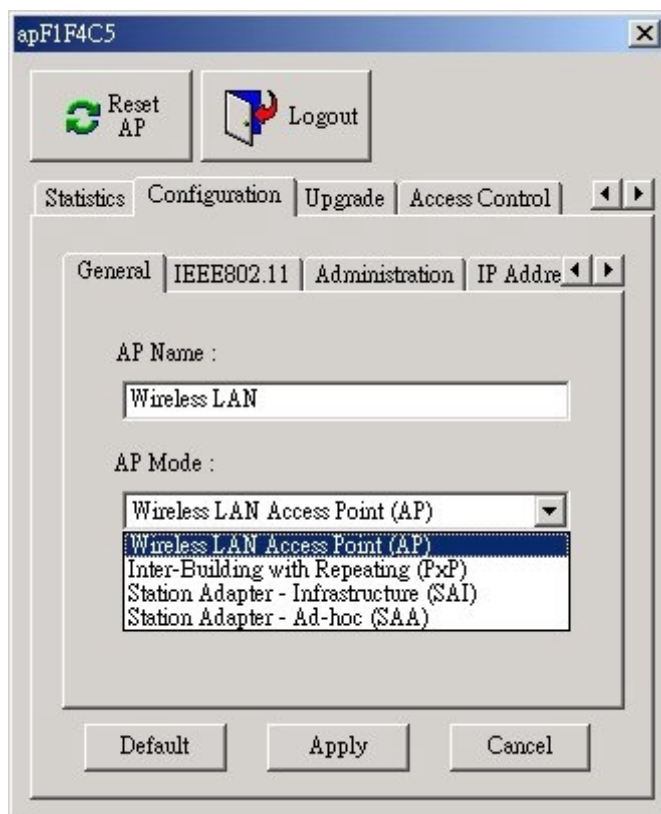 apF1F4C5
Reset
AP
Logout
Statistics Configuration Upgrade Access Control
General IEEE802.11 Administration IP Addre
AP Name :
Wireless LAN
AP Mode :
Wireless LAN Access Point (AP)
Wireless LAN Access Point (AP)
Inter-Building with Repeating (PxP)
Station Adapter - Infrastructure (SAI)
Station Adapter - Ad-hoc (SAA)
Default Apply Cancel